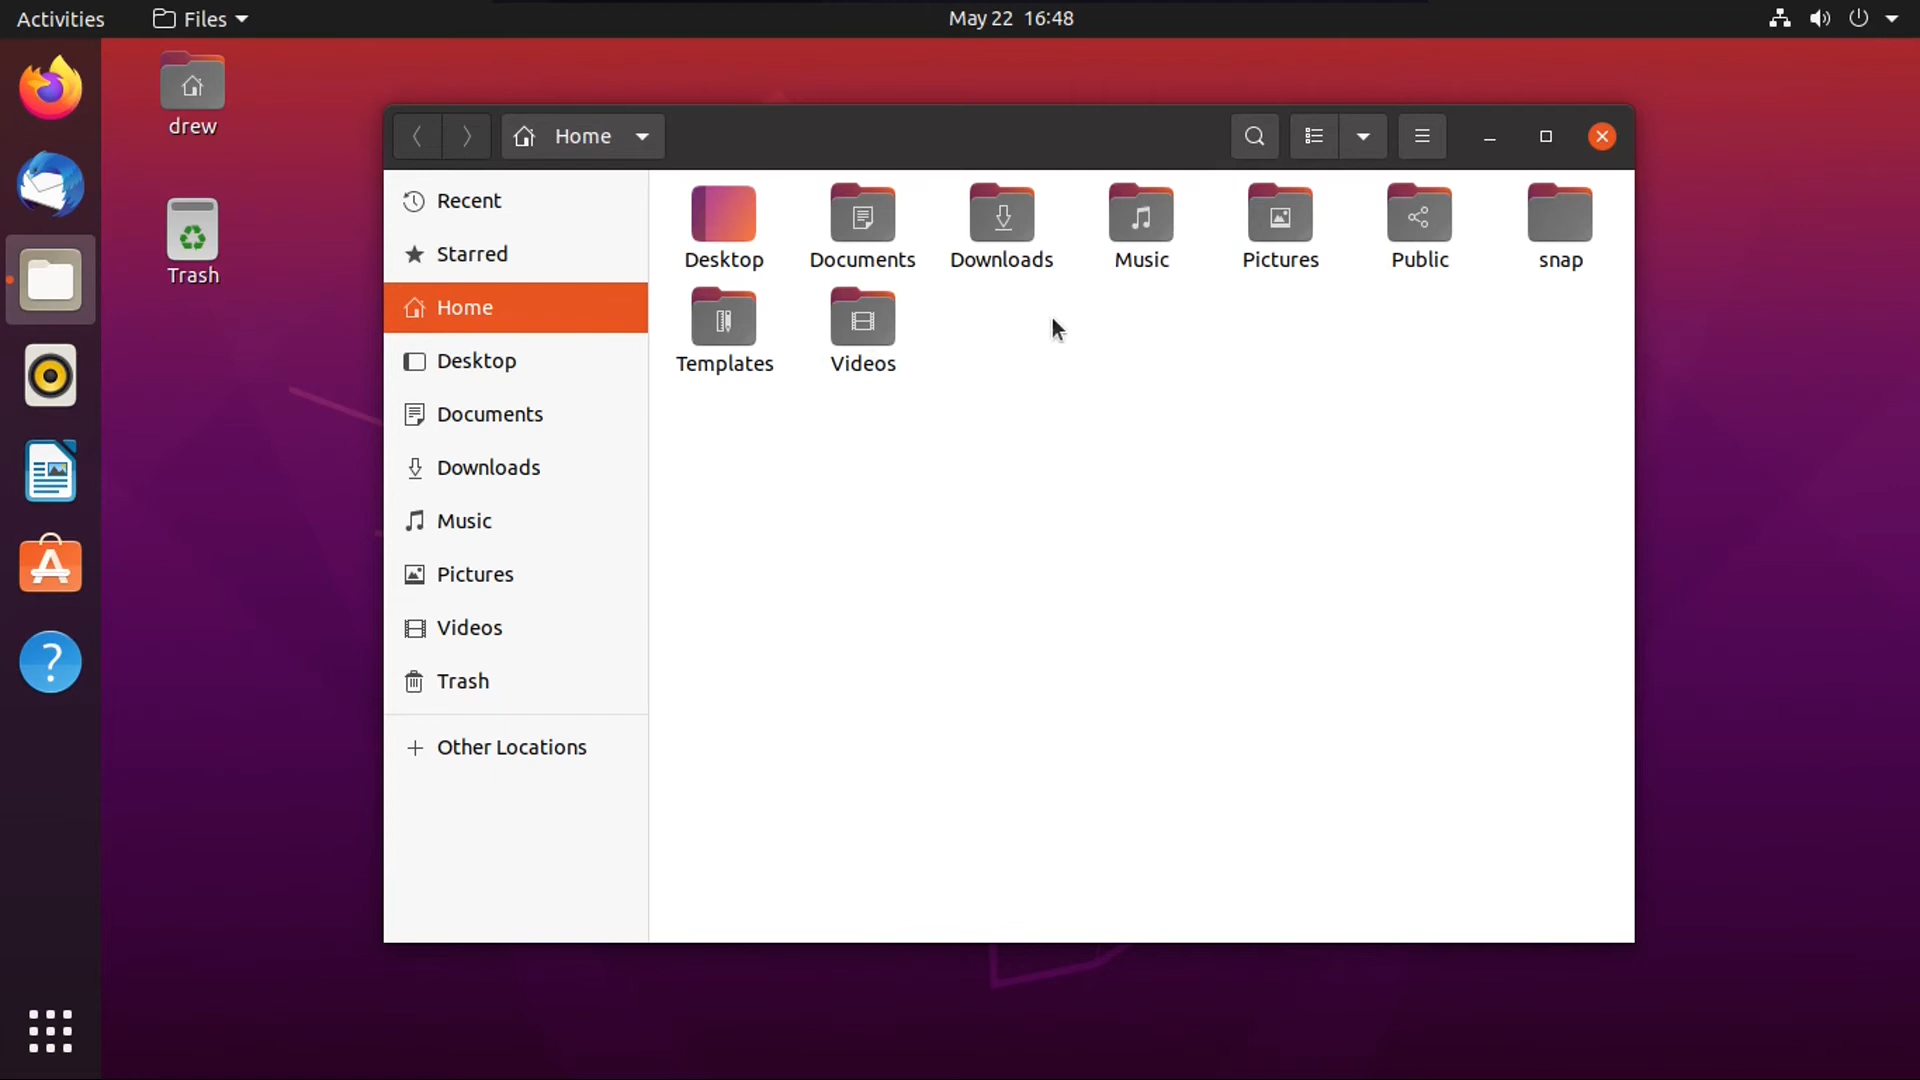 Activities Files May 22 16:48
drew
Trash
Home
Recent
Starred
Home
Desktop
Documents
Downloads
Music
Pictures
Videos
Trash
Other Locations
Desktop Documents Downloads Music Pictures Public snap
Templates Videos
?